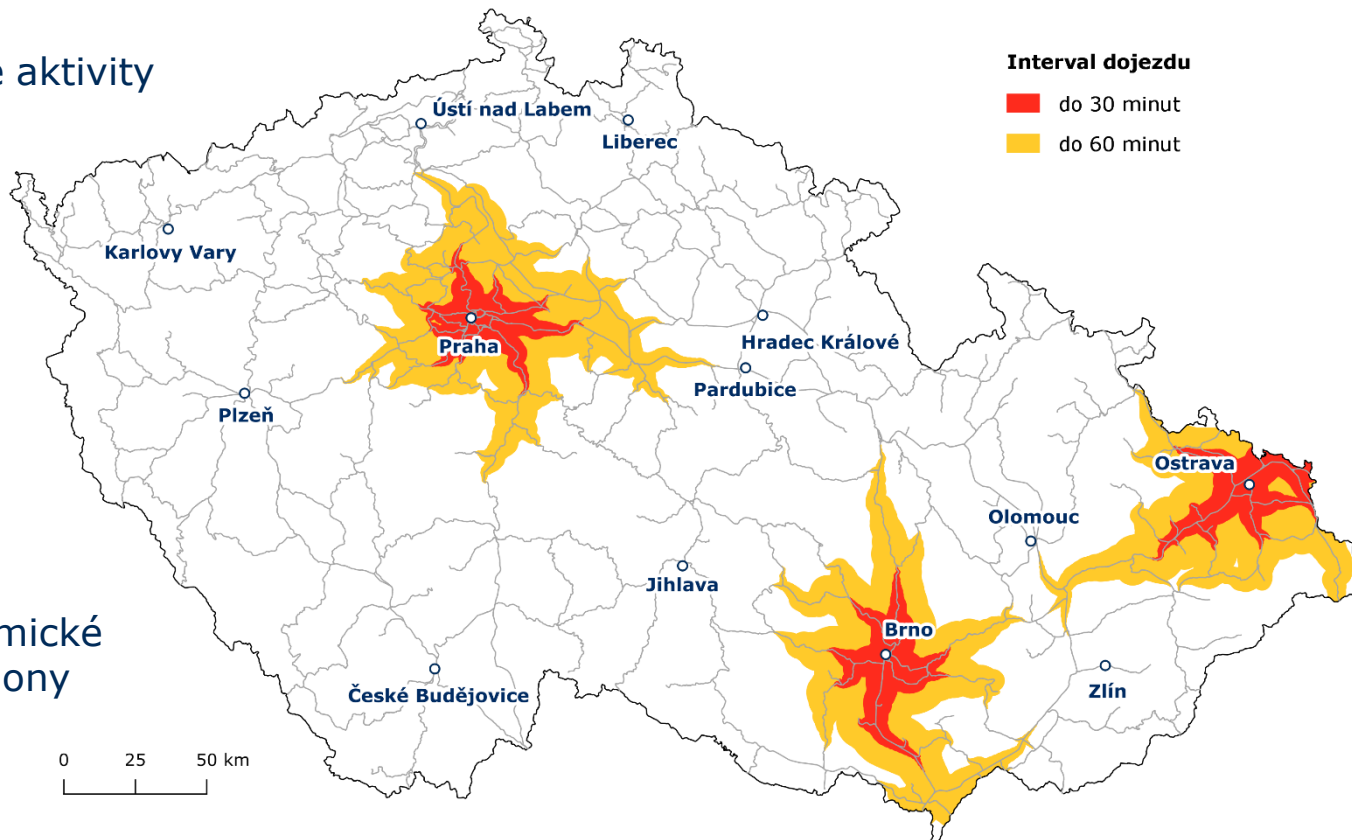 aktivity
Interval dojezdu
do 30 minut
do 60 minut
Ústí nad Labem
Liberec
Karlovy Vary
Praha
Hradec Králové
Pardubice
Plzeň
Ostrava
Olomouc
Jihlava
Brno
Zlín
České Budějovice
mické
ony
0 25 50 km